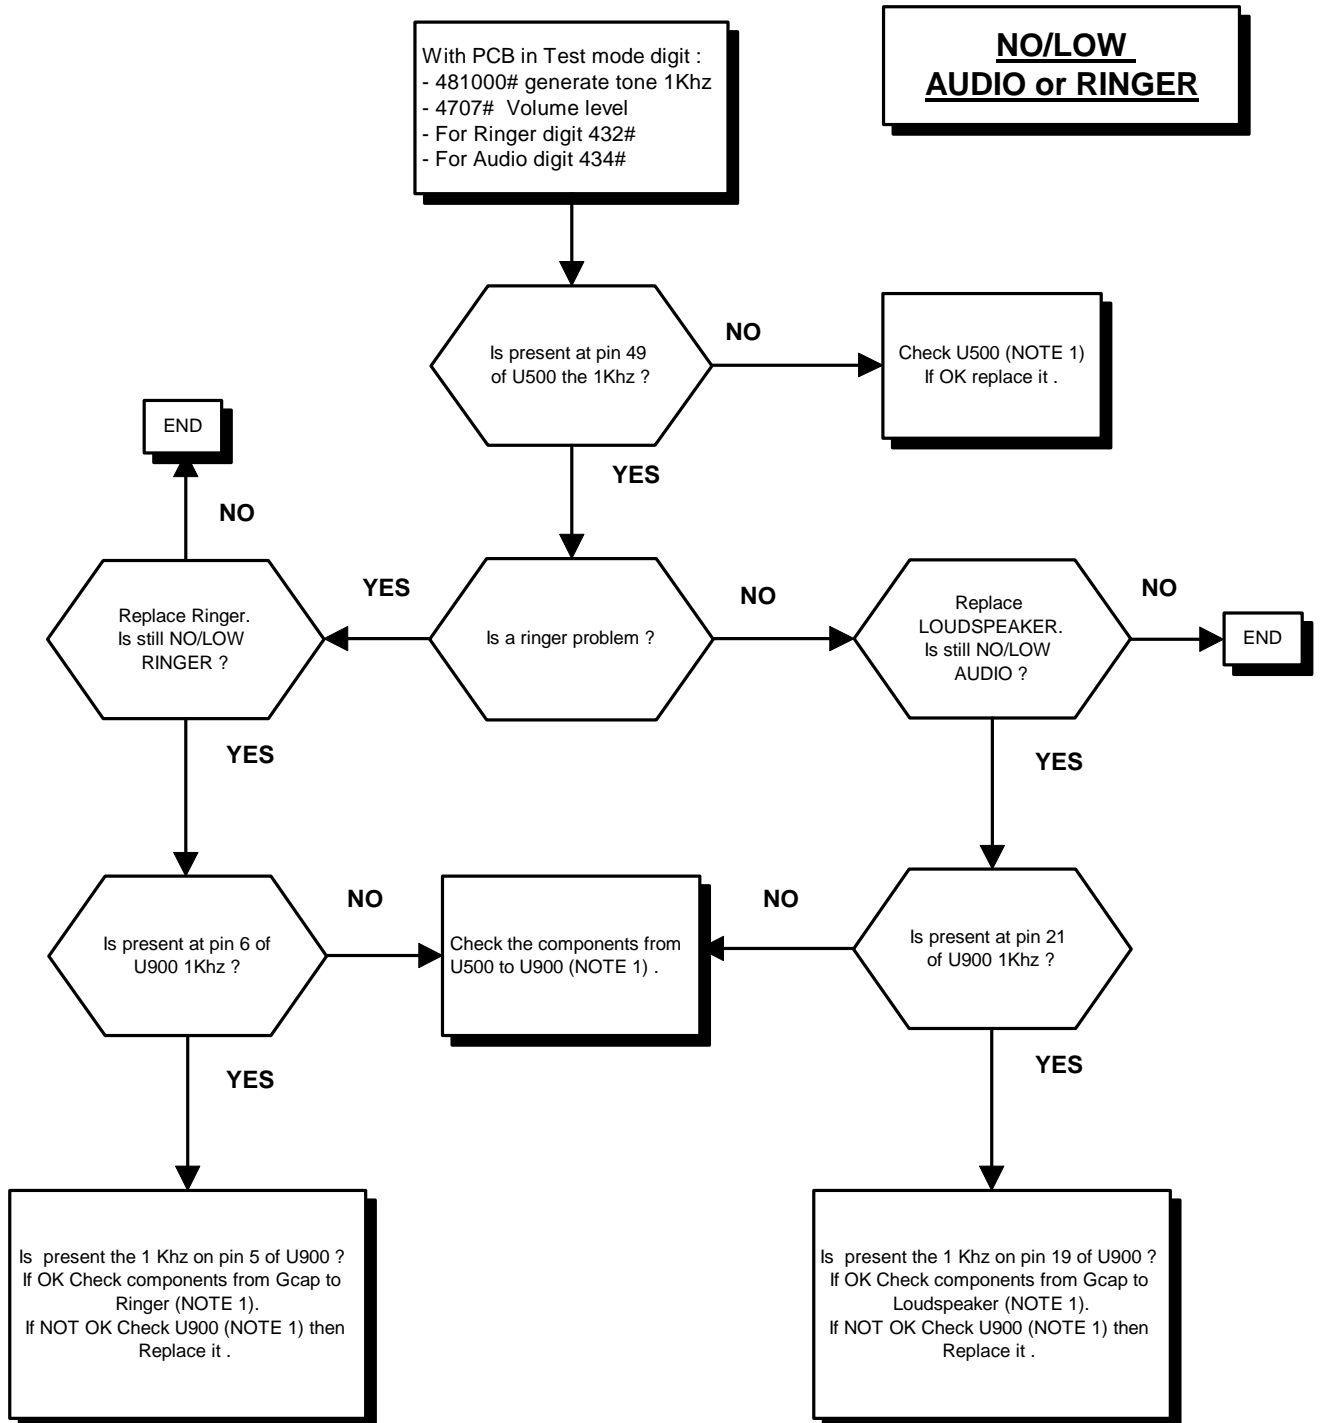 NO/LOW
AUDIO or RINGER
With PCB in Test mode digit :
- 481000# generate tone 1Khz
- 4707#  Volume level
- For Ringer digit 432#
- For Audio digit 434#
Is present at pin 49
of U500 the 1Khz ?
NO
Check U500 (NOTE 1)
If OK replace it .
YES
END
NO
Replace Ringer.
Is still NO/LOW
RINGER ?
YES
Is a ringer problem ?
NO
Replace
LOUDSPEAKER.
Is still NO/LOW
AUDIO ?
NO
END
YES
YES
Is present at pin 6 of
U900 1Khz ?
NO
Check the components from
U500 to U900 (NOTE 1) .
NO
Is present at pin 21
of U900 1Khz ?
YES
YES
Is  present the 1 Khz on pin 5 of U900 ?
If OK Check components from Gcap to
Ringer (NOTE 1).
If NOT OK Check U900 (NOTE 1) then
Replace it .
Is  present the 1 Khz on pin 19 of U900 ?
If OK Check components from Gcap to
Loudspeaker (NOTE 1).
If NOT OK Check U900 (NOTE 1) then
Replace it .